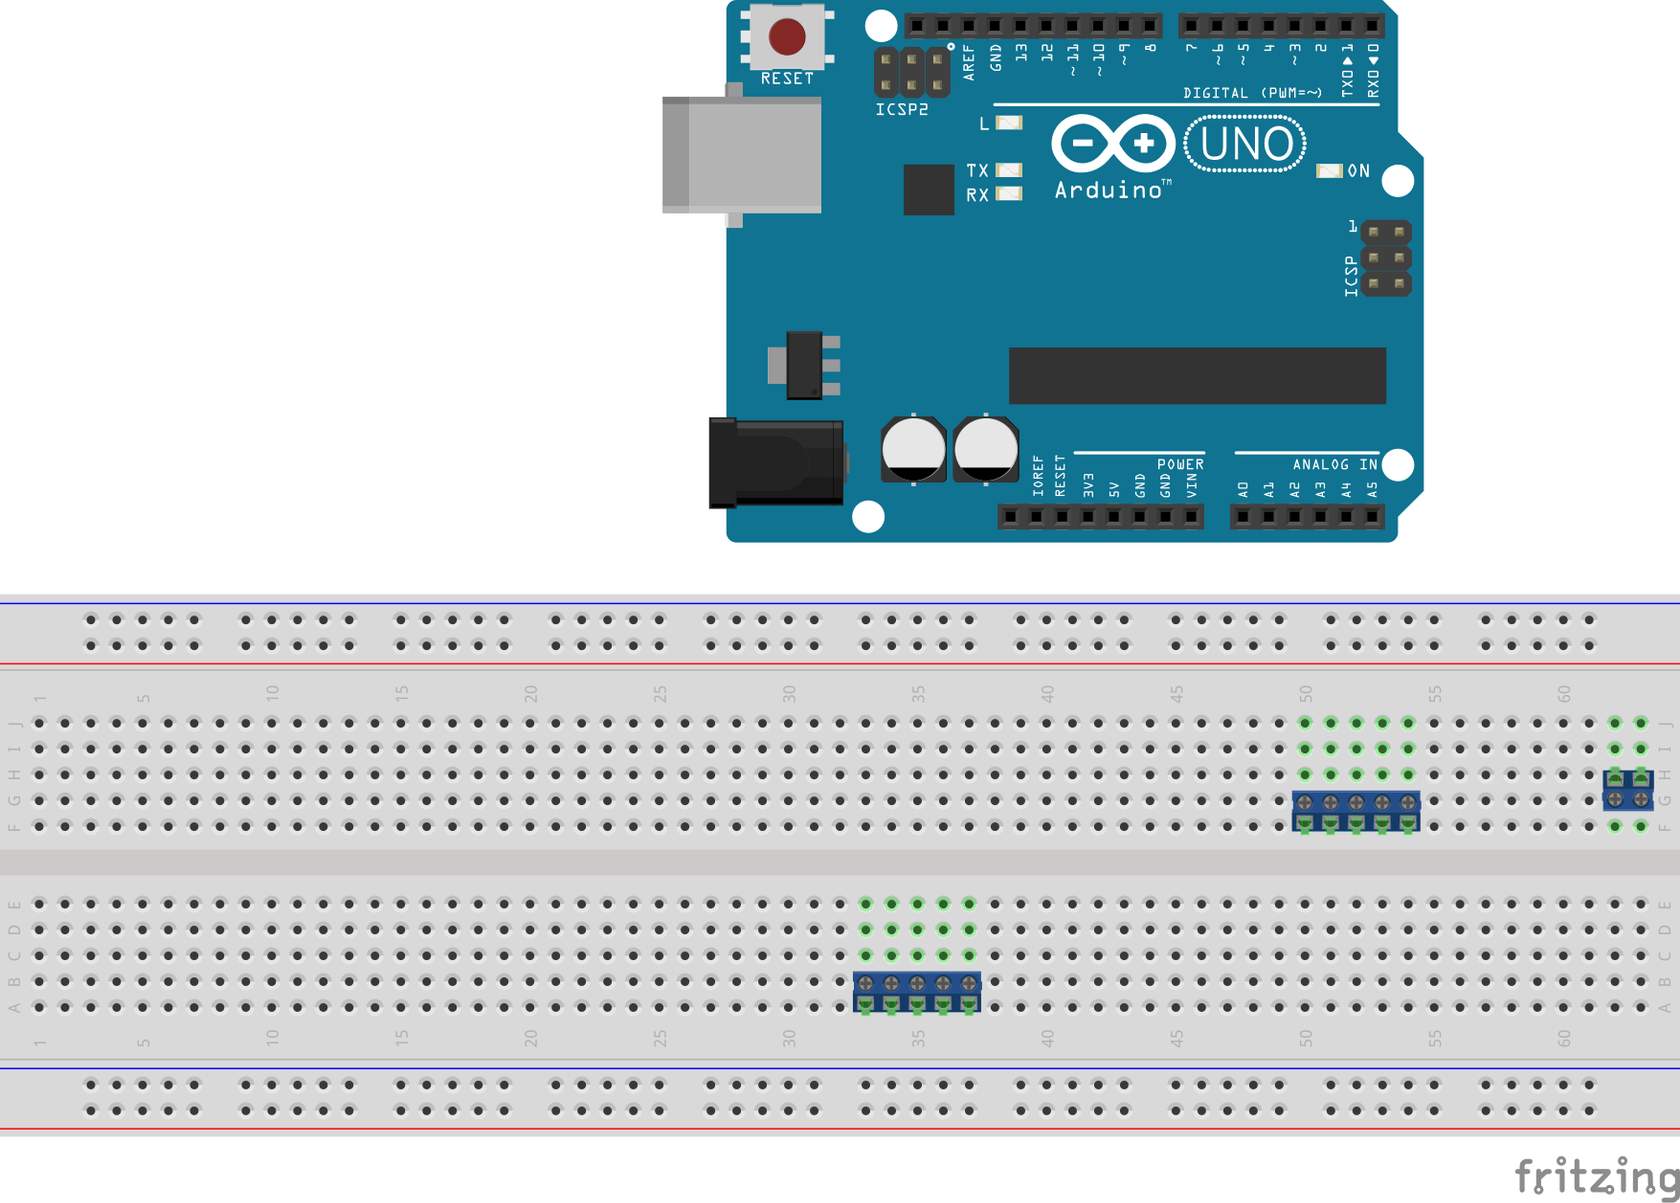 RESET
ICSP2
AREF
GND
13
12
~11
~10
~9
8
7
~6
~5
4
~3
2
TX0▶1
RX0◀0
DIGITAL (PWM=~)
L
TX
RX
UNO
Arduino™
ON
1
ICSP
IOREF
RESET
3V3
5V
GND
GND
VIN
POWER
ANALOG IN
A0
A1
A2
A3
A4
A5
1 5 10 15 20 25 30 35 40 45 50 55 60
J J
I I
H H
G G
F F
E E
D D
C C
B B
A A
1 5 10 15 20 25 30 35 40 45 50 55 60
fritzing